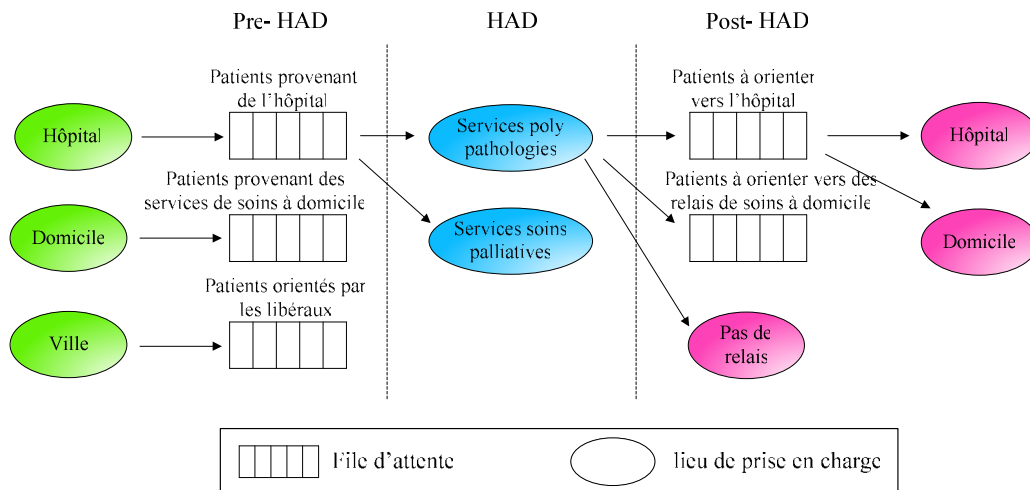 Pre- HAD
HAD
Post- HAD
Patients provenant
de l'hôpital
Patients à orienter
vers l'hôpital
Hôpital
Services poly
pathologies
Hôpital
Patients provenant des
services de soins à domicile
Patients à orienter vers des
relais de soins à domicile
Domicile
Services soins
palliatives
Domicile
Patients orientés par
les libéraux
Ville
Pas de
relais
File d'attente
lieu de prise en charge